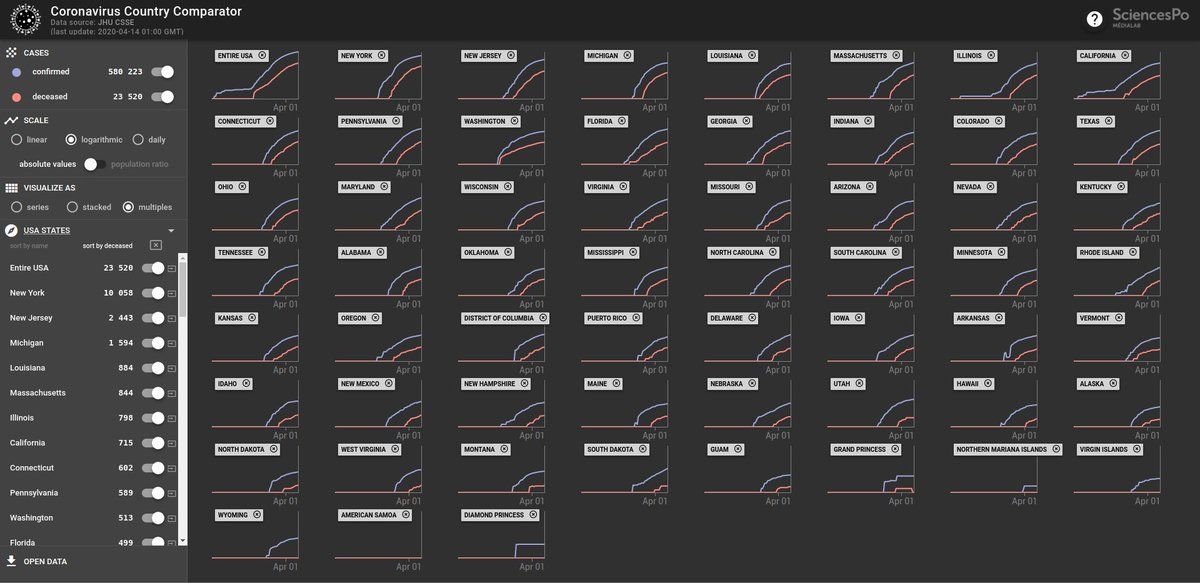 Coronavirus Country Comparator
Data source: JHU CSSE
(last update: 2020-04-14 01:00 GMT)
?
SciencesPo
MÉDIALAB
CASES
confirmed 580 223
deceased 23 520
SCALE
linear logarithmic daily
absolute values population ratio
VISUALIZE AS
series stacked multiples
USA STATES
sort by name sort by deceased
Entire USA 23 520
New York 10 058
New Jersey 2 443
Michigan 1 594
Louisiana 884
Massachusetts 844
Illinois 798
California 715
Connecticut 602
Pennsylvania 589
Washington 513
Florida 499
OPEN DATA
ENTIRE USA NEW YORK NEW JERSEY MICHIGAN LOUISIANA MASSACHUSETTS ILLINOIS CALIFORNIA
Apr 01 Apr 01 Apr 01 Apr 01 Apr 01 Apr 01 Apr 01 Apr 01
CONNECTICUT PENNSYLVANIA WASHINGTON FLORIDA GEORGIA INDIANA COLORADO TEXAS
Apr 01 Apr 01 Apr 01 Apr 01 Apr 01 Apr 01 Apr 01 Apr 01
OHIO MARYLAND WISCONSIN VIRGINIA MISSOURI ARIZONA NEVADA KENTUCKY
Apr 01 Apr 01 Apr 01 Apr 01 Apr 01 Apr 01 Apr 01 Apr 01
TENNESSEE ALABAMA OKLAHOMA MISSISSIPPI NORTH CAROLINA SOUTH CAROLINA MINNESOTA RHODE ISLAND
Apr 01 Apr 01 Apr 01 Apr 01 Apr 01 Apr 01 Apr 01 Apr 01
KANSAS OREGON DISTRICT OF COLUMBIA PUERTO RICO DELAWARE IOWA ARKANSAS VERMONT
Apr 01 Apr 01 Apr 01 Apr 01 Apr 01 Apr 01 Apr 01 Apr 01
IDAHO NEW MEXICO NEW HAMPSHIRE MAINE NEBRASKA UTAH HAWAII ALASKA
Apr 01 Apr 01 Apr 01 Apr 01 Apr 01 Apr 01 Apr 01 Apr 01
NORTH DAKOTA WEST VIRGINIA MONTANA SOUTH DAKOTA GUAM GRAND PRINCESS NORTHERN MARIANA ISLANDS VIRGIN ISLANDS
Apr 01 Apr 01 Apr 01 Apr 01 Apr 01 Apr 01 Apr 01 Apr 01
WYOMING AMERICAN SAMOA DIAMOND PRINCESS
Apr 01 Apr 01 Apr 01